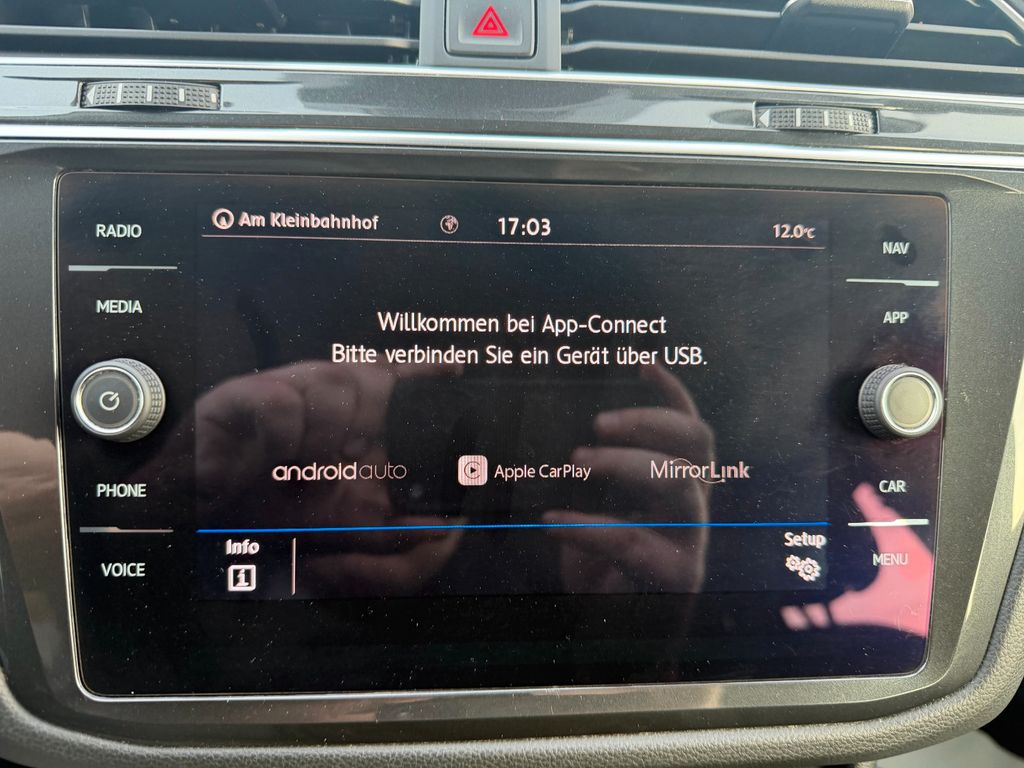 Am Kleinbahnhof 17:03 12.0°C
RADIO
NAV
MEDIA
APP
Willkommen bei App-Connect
Bitte verbinden Sie ein Gerät über USB.
androidauto Apple CarPlay MirrorLink
PHONE
CAR
Info
Setup
VOICE
MENU